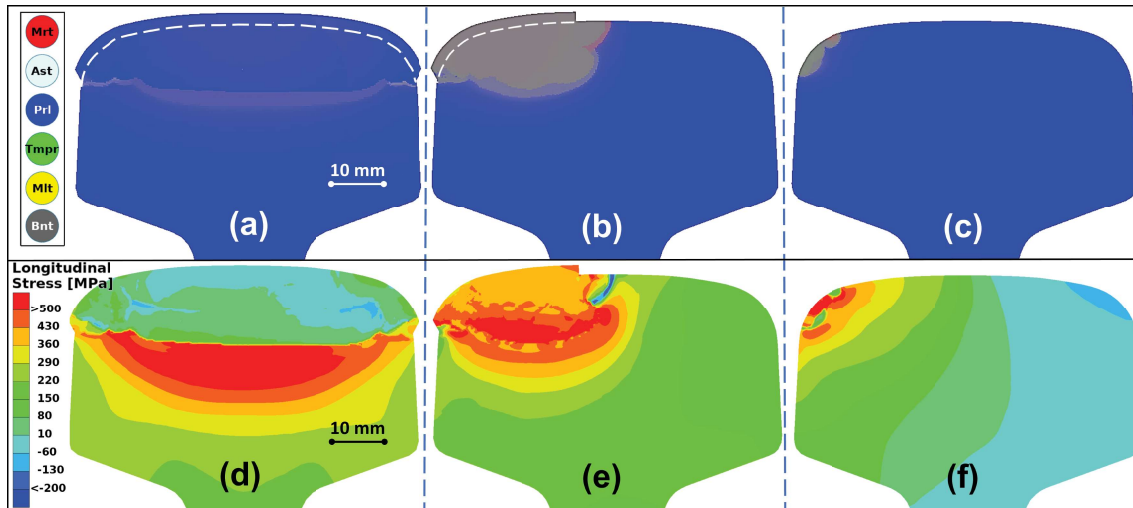 Mrt
Ast
Prl
Tmpr
Mlt
Bnt
10 mm
(a)
(b)
(c)
Longitudinal
Stress [MPa]
>500
430
360
290
220
150
80
10
-60
-130
<-200
10 mm
(d)
(e)
(f)